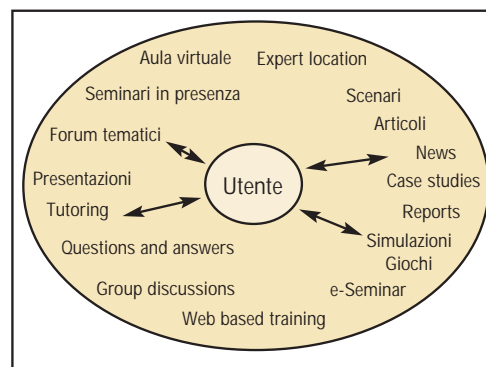 Aula virtuale
Expert location
Seminari in presenza
Scenari
Articoli
Forum tematici
News
Presentazioni
Utente
Case studies
Tutoring
Reports
Questions and answers
Simulazioni
Giochi
Group discussions
e-Seminar
Web based training